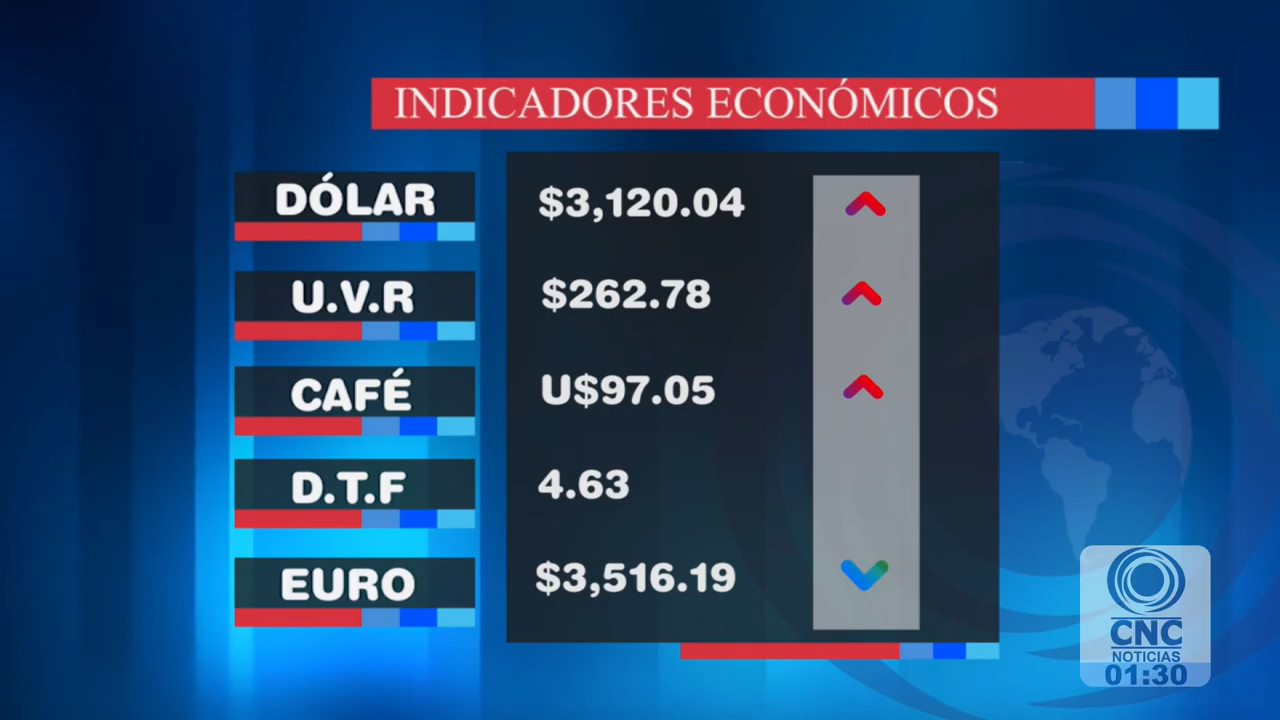 INDICADORES ECONÓMICOS
DÓLAR $3,120.04
U.V.R $262.78
CAFÉ U$97.05
D.T.F 4.63
EURO $3,516.19
CNC
NOTICIAS
01:30